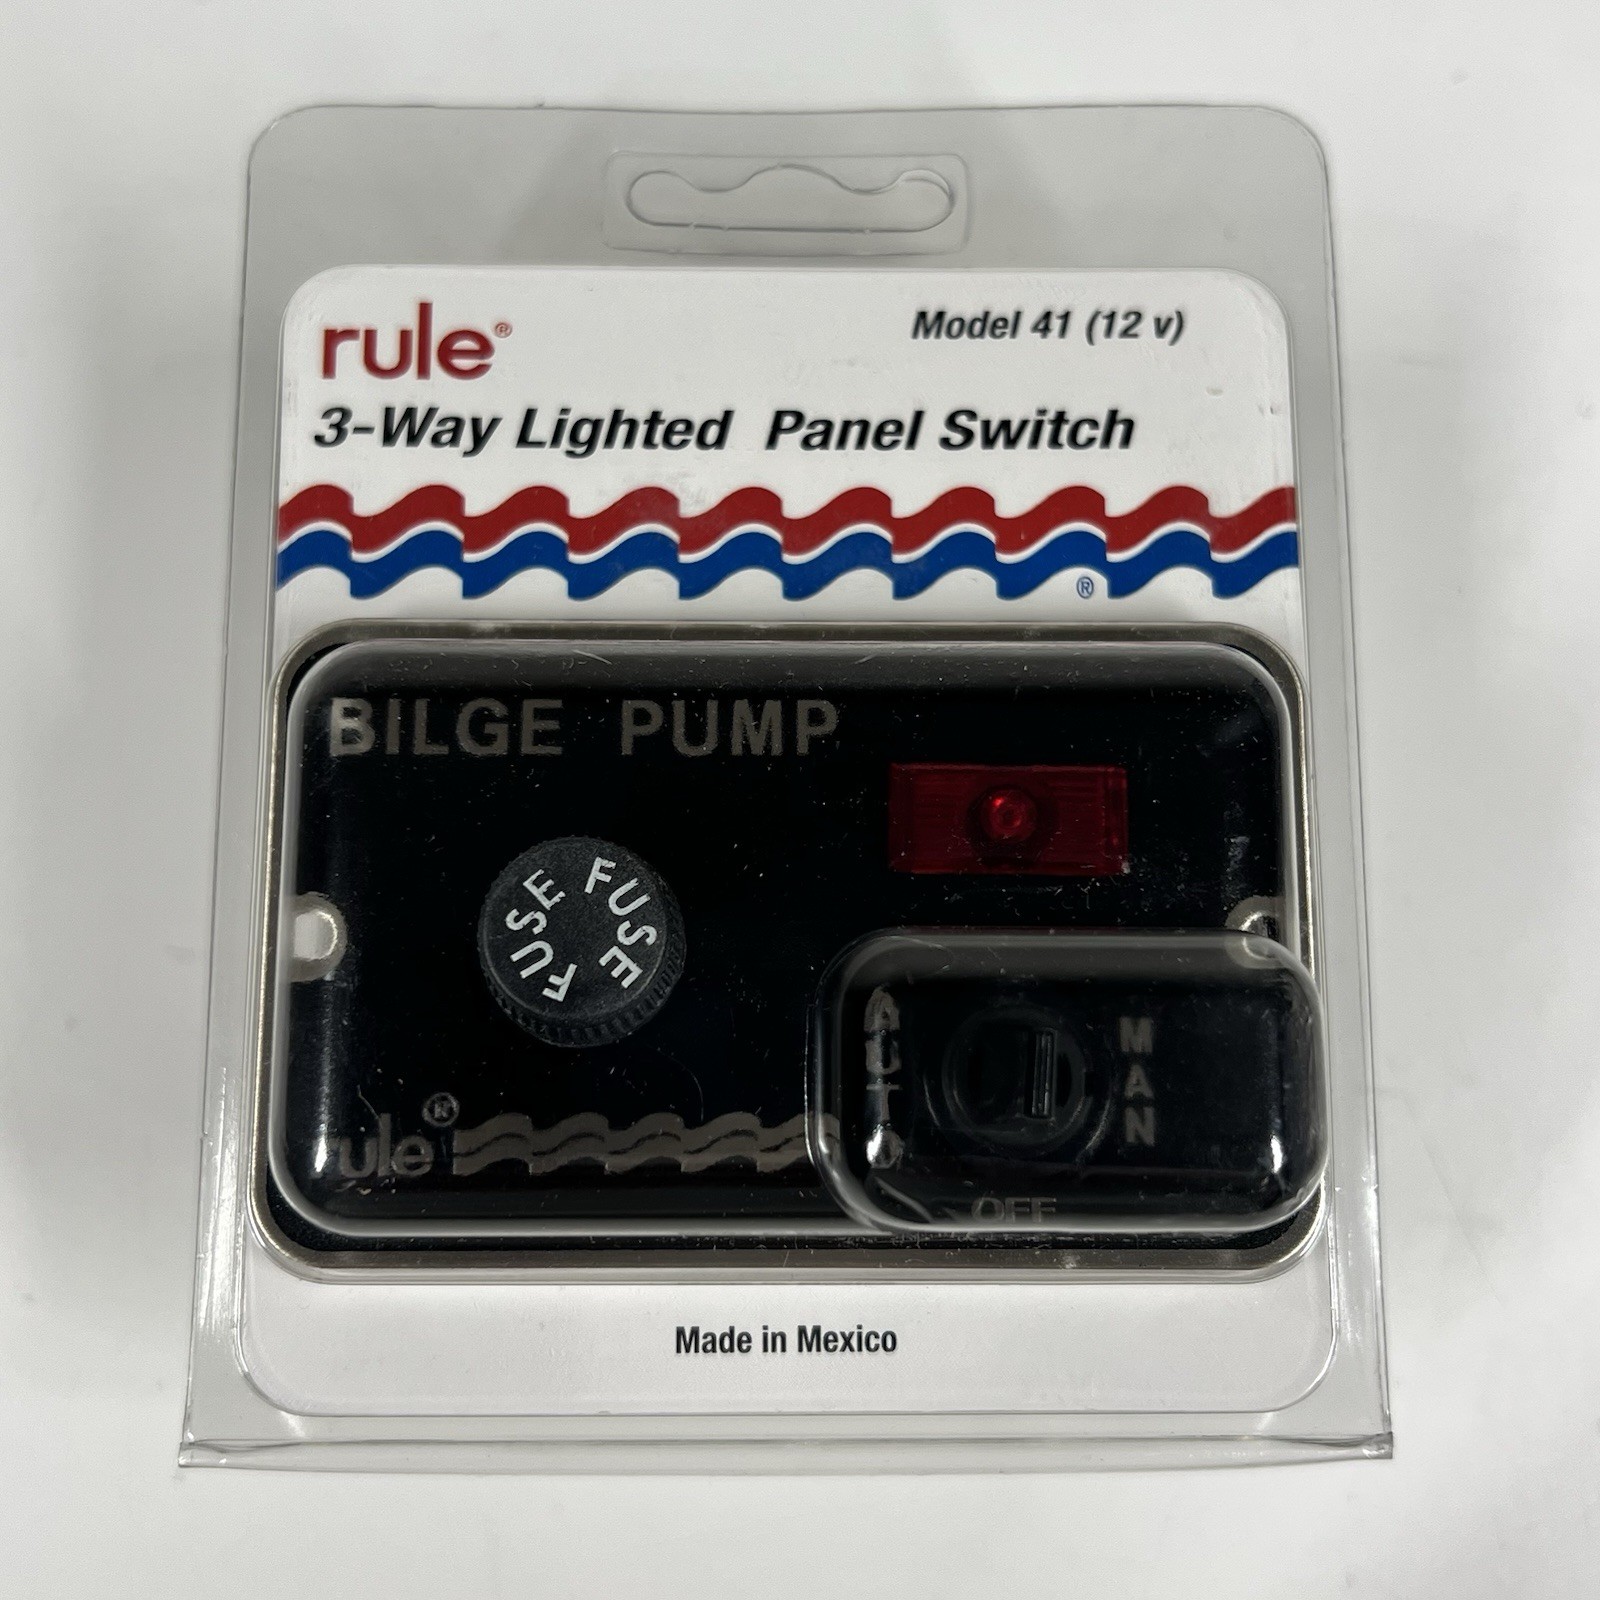 rule®
Model 41 (12 v)
3-Way Lighted Panel Switch
®
BILGE PUMP
FUSE FUSE
AUTO
MAN
OFF
rule®
Made in Mexico